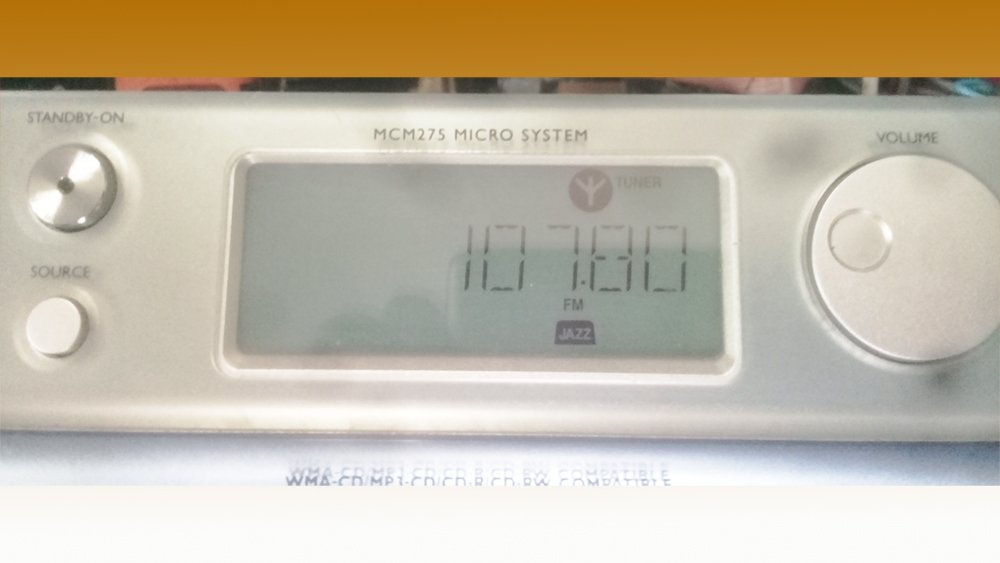 STANDBY-ON
MCM275 MICRO SYSTEM
VOLUME
TUNER
107.80
SOURCE
FM
JAZZ
WMA-CD/MP3-CD/CD-R/CD-RW COMPATIBLE